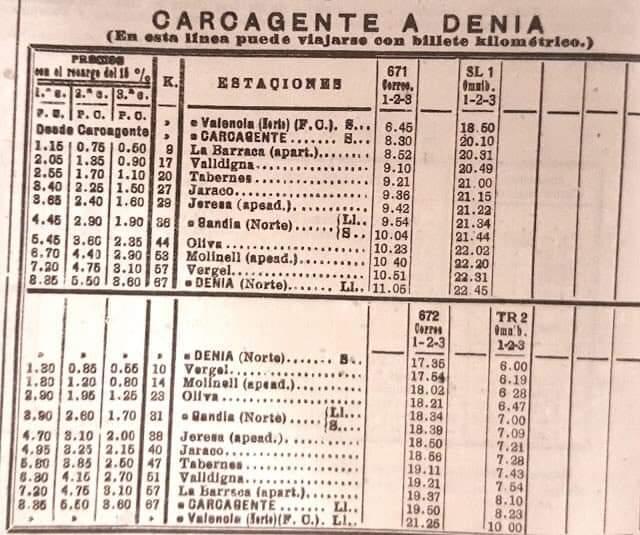 CARCAGENTE A DENIA
(En esta línea puede viajarse con billete kilométrico.)
PRECIOS
con el recargo del 15 %
1.ª c. 2.ª c. 3.ª c. K. ESTACIONES 671 Correo. 1-2-3 SL 1 Omnib. 1-2-3
P. C. P. C. P. C.
Desde Carcagente
» Valencia (Norte) (F.C.). S... 6.45 18.50
» CARCAGENTE .. S... 8.30 20.10
1.15 0.75 0.50 9 La Barraca (apart.)... 8.52 20.31
2.05 1.35 0.90 17 Valldigna... 9.10 20.49
2.55 1.70 1.10 20 Tabernes... 9.21 21.00
3.40 2.25 1.50 27 Jaraco... 9.36 21.15
3.65 2.40 1.60 29 Jeresa (apead.)... 9.42 21.22
4.45 2.90 1.90 36 Gandia (Norte)... Ll.. 9.54 21.34
S... 10.04 21.44
5.45 3.60 2.35 44 Oliva... 10.23 22.02
6.70 4.40 2.90 53 Molinell (apead.)... 10 40 22.20
7.20 4.75 3.10 57 Vergel... 10.51 22.31
8.35 5.50 3.60 67 DENIA (Norte)... Ll.. 11.05 22 45
672 Correo 1-2-3 TR 2 Omnib. 1-2-3
» » » » DENIA (Norte)... S.. 17.35 6.00
1.30 0.85 0.55 10 Vergel... 17.54 6.19
1.80 1.20 0.80 14 Molinell (apead.)... 18.02 6 28
2.90 1.95 1.25 23 Oliva... 18.21 6.47
3.90 2.60 1.70 31 Gandia (Norte)... Ll... 18.34 7.00
S... 18.39 7.09
4.70 3.10 2.00 38 Jeresa (apead.)... 18.50 7.21
4.95 3.25 2.15 40 Jaraco... 18.56 7.28
5.80 3.85 2.50 47 Tabernes... 19.11 7.43
6.30 4.15 2.70 51 Valldigna... 19.21 7.54
7.20 4.75 3.10 57 La Barraca (apart.)... 19.37 8.10
8.35 5.50 3.60 67 CARCAGENTE ... Ll.. 19.50 8.23
» » » » Valencia (Norte) (F. C.). Ll.. 21.25 10 00